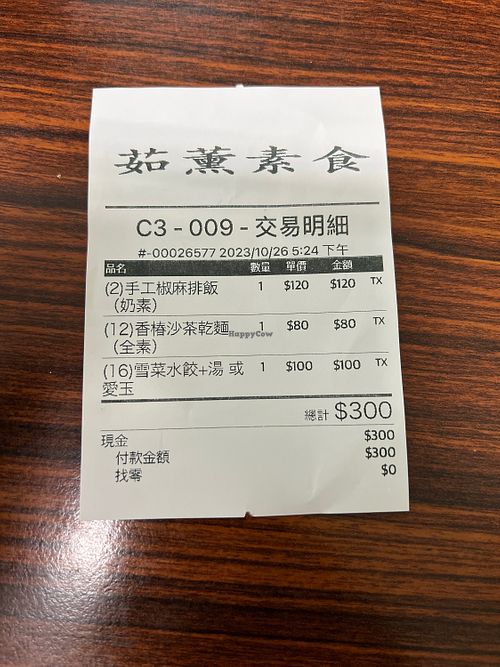 茹薰素食
C3 - 009 - 交易明細
#-00026577 2023/10/26 5:24 下午
品名 數量 單價 金額
(2)手工椒麻排飯 1 $120 $120 TX
（奶素）
(12)香椿沙茶乾麵 1 $80 $80 TX
（全素）
HappyCow
(16)雪菜水餃+湯 或 1 $100 $100 TX
愛玉
總計 $300
現金 $300
付款金額 $300
找零 $0